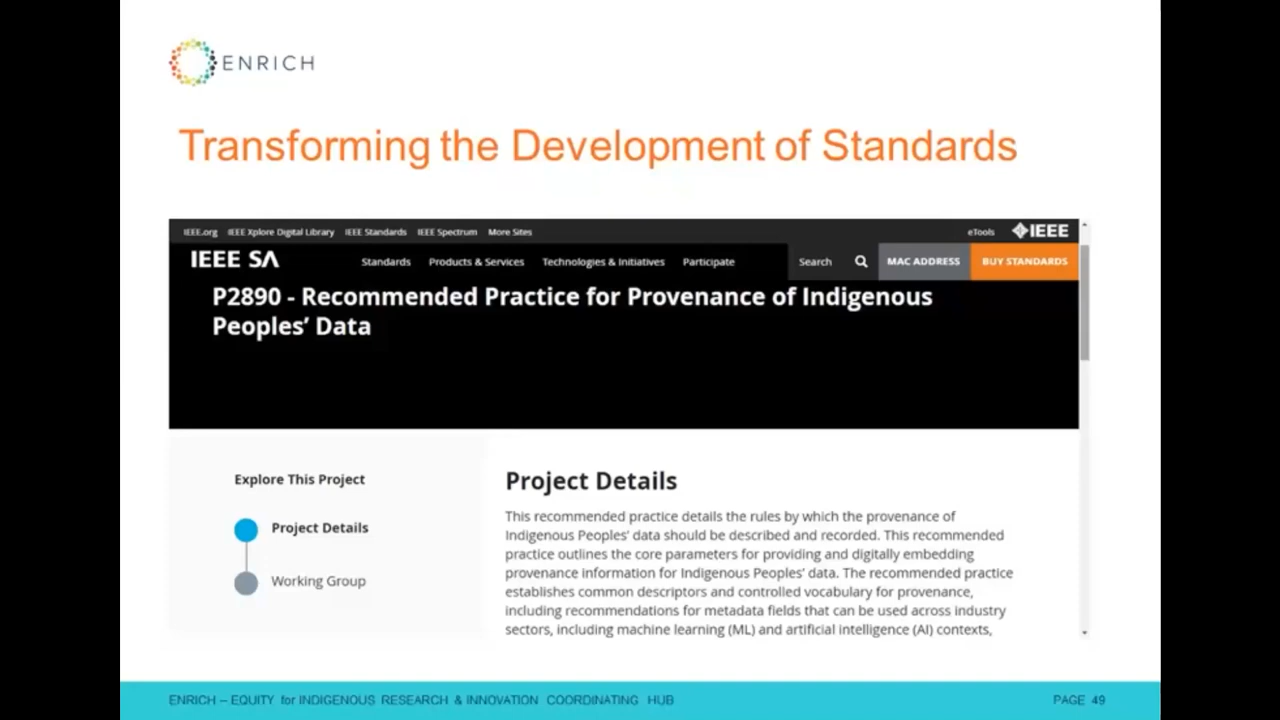 ENRICH
Transforming the Development of Standards
IEEE.org IEEE Xplore Digital Library IEEE Standards IEEE Spectrum More Sites eTools IEEE
IEEE SA Standards Products & Services Technologies & Initiatives Participate Search MAC ADDRESS BUY STANDARDS
P2890 - Recommended Practice for Provenance of Indigenous
Peoples’ Data
Explore This Project
Project Details
Working Group
Project Details
This recommended practice details the rules by which the provenance of
Indigenous Peoples’ data should be described and recorded. This recommended
practice outlines the core parameters for providing and digitally embedding
provenance information for Indigenous Peoples’ data. The recommended practice
establishes common descriptors and controlled vocabulary for provenance,
including recommendations for metadata fields that can be used across industry
sectors, including machine learning (ML) and artificial intelligence (AI) contexts,
ENRICH – EQUITY for INDIGENOUS RESEARCH & INNOVATION COORDINATING HUB PAGE 49